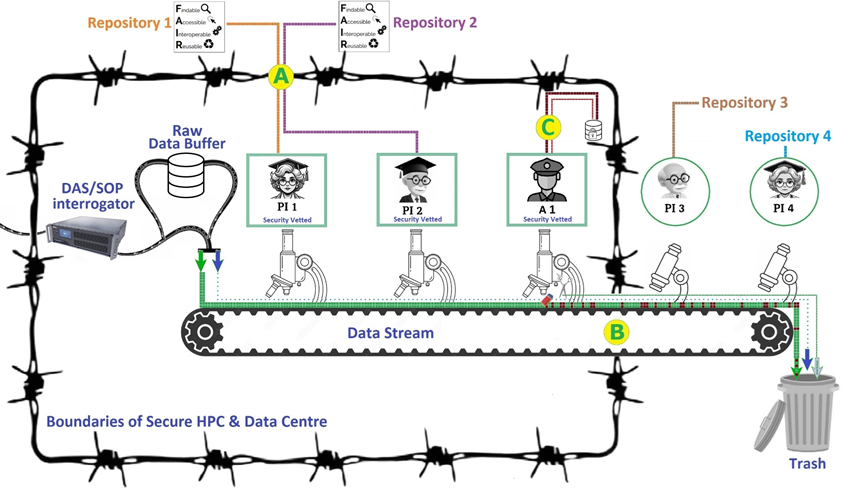 Repository 1
Findable
Accessible
Interoperable
Reusable
A
Findable
Accessible
Interoperable
Reusable
Repository 2
Raw
Data Buffer
DAS/SOP
interrogator
PI 1
Security Vetted
PI 2
Security Vetted
C
A 1
Security Vetted
Repository 3
PI 3
Repository 4
PI 4
Data Stream
B
Boundaries of Secure HPC & Data Centre
Trash